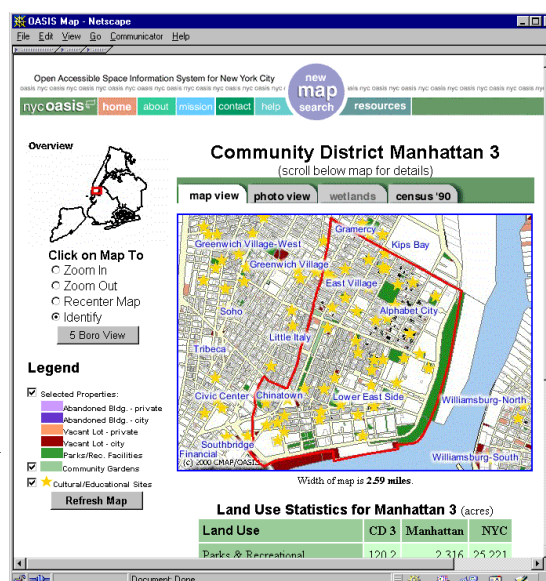 OASIS Map - Netscape
File Edit View Go Communicator Help
Open Accessible Space Information System for New York City
new
map
search
nyc oasis home about mission contact help resources
Overview
Community District Manhattan 3
(scroll below map for details)
map view photo view wetlands census '90
Gramercy
Greenwich Village-West
Kips Bay
Greenwich Village
East Village
Alphabet City
Soho
Little Italy
Tribeca
Civic Center
Chinatown
Lower East Side
Williamsburg-North
Southbridge
Financial
Williamsburg-South
(c) 2000 CMAP/OASIS
Click on Map To
Zoom In
Zoom Out
Recenter Map
Identify
5 Boro View
Legend
Selected Properties:
Abandoned Bldg. - private
Abandoned Bldg. - city
Vacant Lot - private
Vacant Lot - city
Parks/Rec. Facilities
Community Gardens
Cultural/Educational Sites
Refresh Map
Width of map is 2.59 miles.
Land Use Statistics for Manhattan 3 (acres)
Land Use CD 3 Manhattan NYC
Parks & Recreational 120.2 2,316 25,221
Document: Done